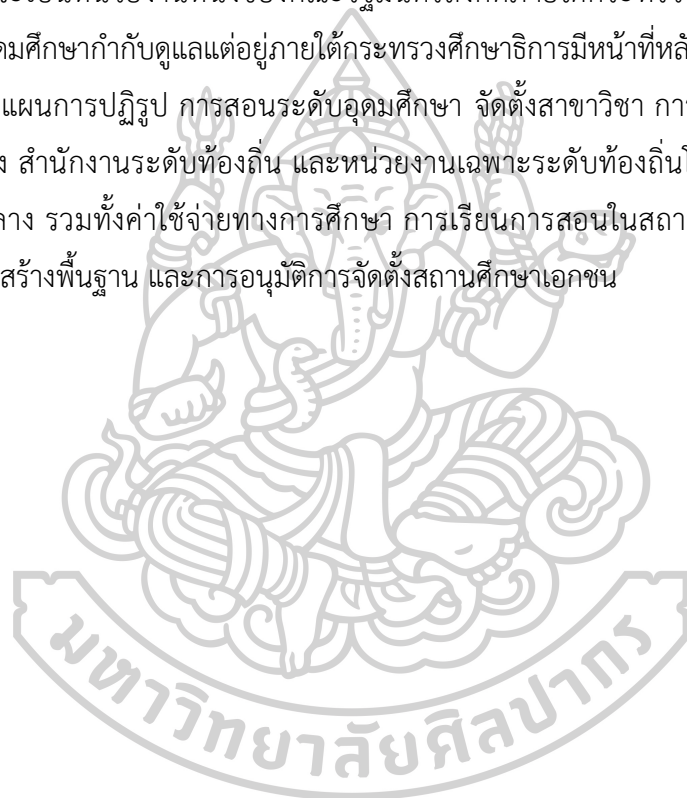 ดมศึกษากำกับดูแลแต่อยู่ภายใต้กระทรวงศึกษาธิการมีหน้าที่หลั
แผนการปฏิรูป การสอนระดับอุดมศึกษา จัดตั้งสาขาวิชา กา
ง สำนักงานระดับท้องถิ่น และหน่วยงานเฉพาะระดับท้องถิ่นโ
ลาง รวมทั้งค่าใช้จ่ายทางการศึกษา การเรียนการสอนในสถา
สร้างพื้นฐาน และการอนุมัติการจัดตั้งสถานศึกษาเอกชน
มหาวิทยาลัยศิลปากร